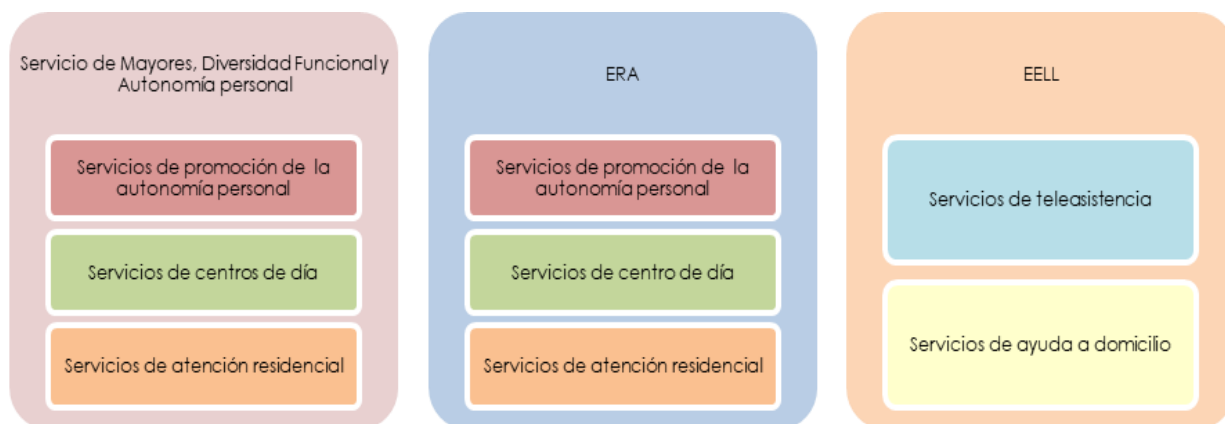 Servicio de Mayores, Diversidad Funcional y
Autonomía personal
Servicios de promoción de la
autonomía personal
Servicios de centros de día
Servicios de atención residencial
ERA
Servicios de promoción de la
autonomía personal
Servicios de centro de día
Servicios de atención residencial
EELL
Servicios de teleasistencia
Servicios de ayuda a domicilio